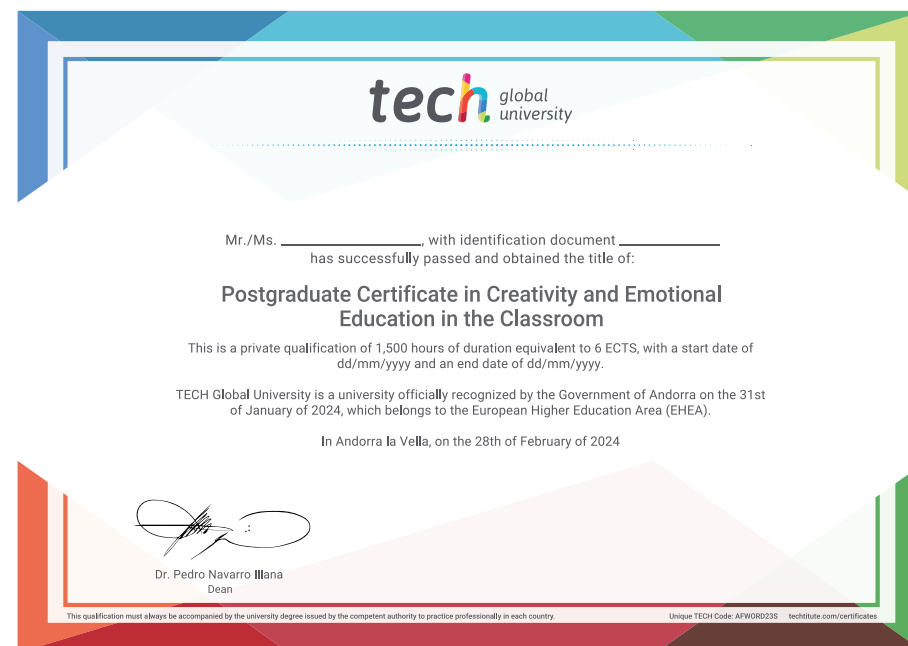 tech global university
Mr./Ms. ________________, with identification document ____________
has successfully passed and obtained the title of:
Postgraduate Certificate in Creativity and Emotional
Education in the Classroom
This is a private qualification of 1,500 hours of duration equivalent to 6 ECTS, with a start date of
dd/mm/yyyy and an end date of dd/mm/yyyy.
TECH Global University is a university officially recognized by the Government of Andorra on the 31st
of January of 2024, which belongs to the European Higher Education Area (EHEA).
In Andorra la Vella, on the 28th of February of 2024
Dr. Pedro Navarro Illana
Dean
This qualification must always be accompanied by the university degree issued by the competent authority to practice professionally in each country. Unique TECH Code: AFWORD23S techtitute.com/certificates